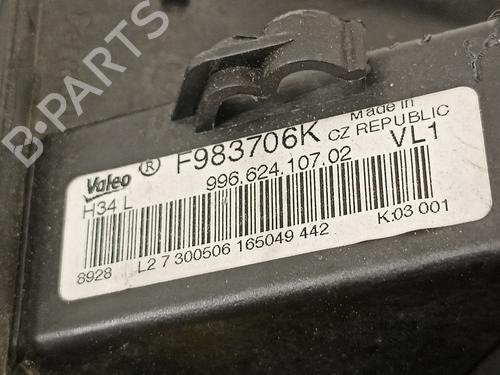 B-PARTS
Valeo ® F983706K Made in
CZ REPUBLIC
996.624.107.02 VL1
H34 L
8928 L2 7 300506 165049 442 K:03 001